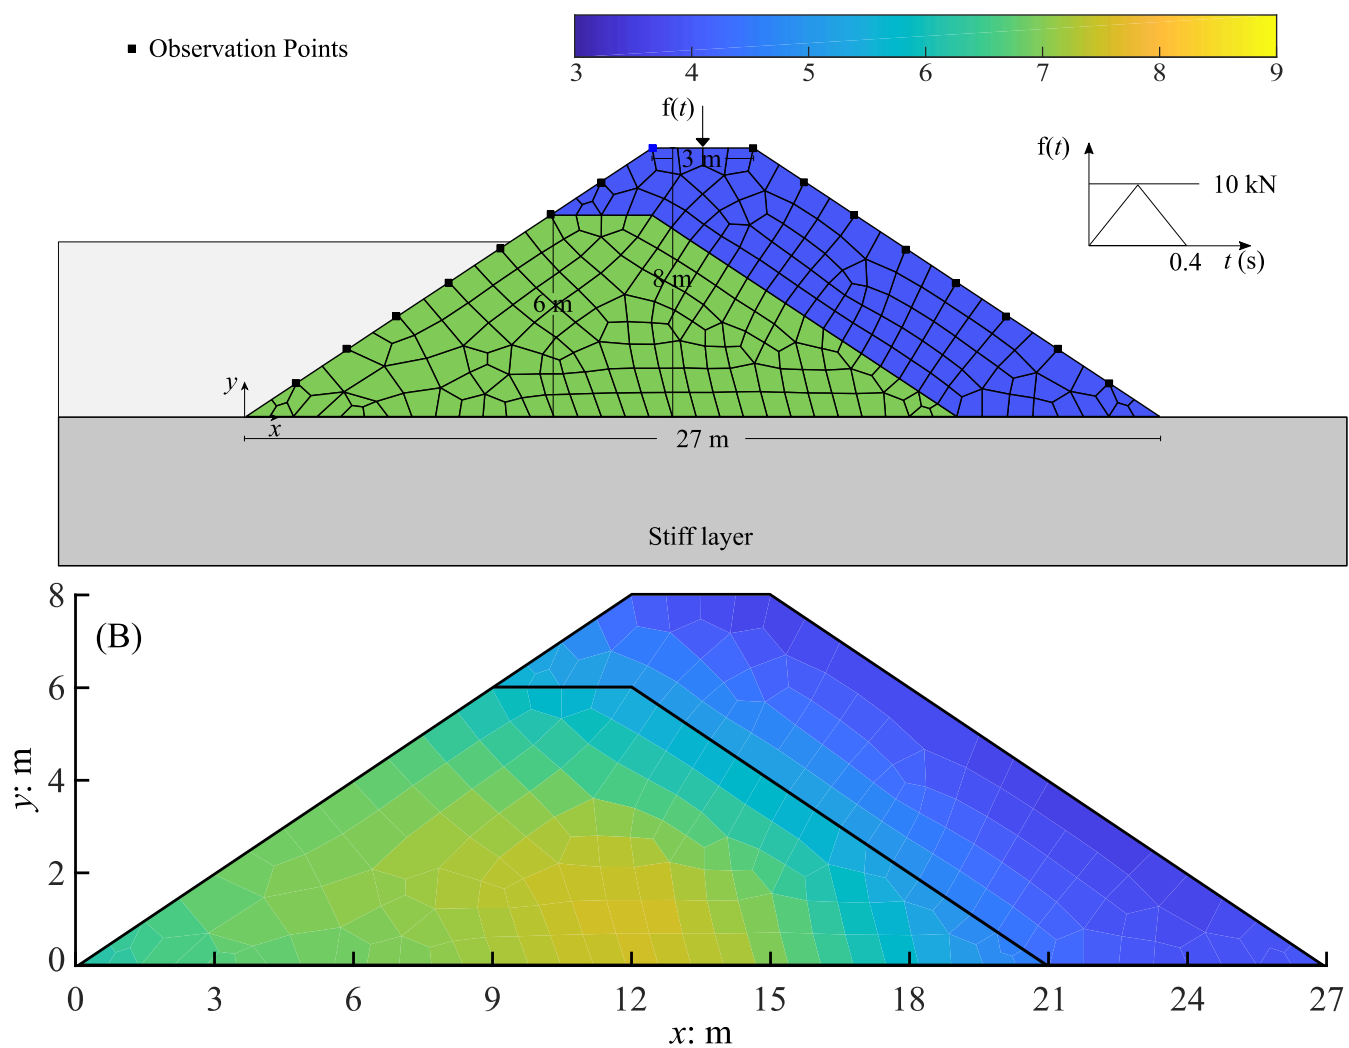 ■ Observation Points
3 4 5 6 7 8 9
f(t)
3 m
f(t)
10 kN
0.4 t (s)
8 m
6 m
y
x
27 m
Stiff layer
(B)
8
6
4
2
0
y: m
0 3 6 9 12 15 18 21 24 27
x: m